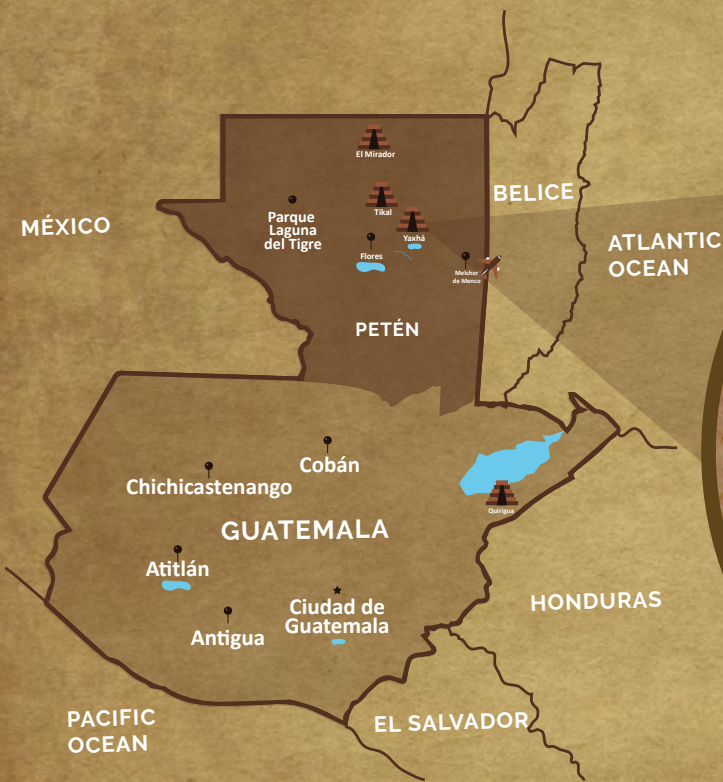 El Mirador
BELICE
Tikal
MÉXICO
Parque
Laguna
del Tigre
Yaxhá
ATLANTIC
OCEAN
Flores
Melchor
de Menco
PETÉN
Cobán
Chichicastenango
Quirigua
GUATEMALA
Atitlán
HONDURAS
Ciudad de
Guatemala
Antigua
PACIFIC
OCEAN
EL SALVADOR